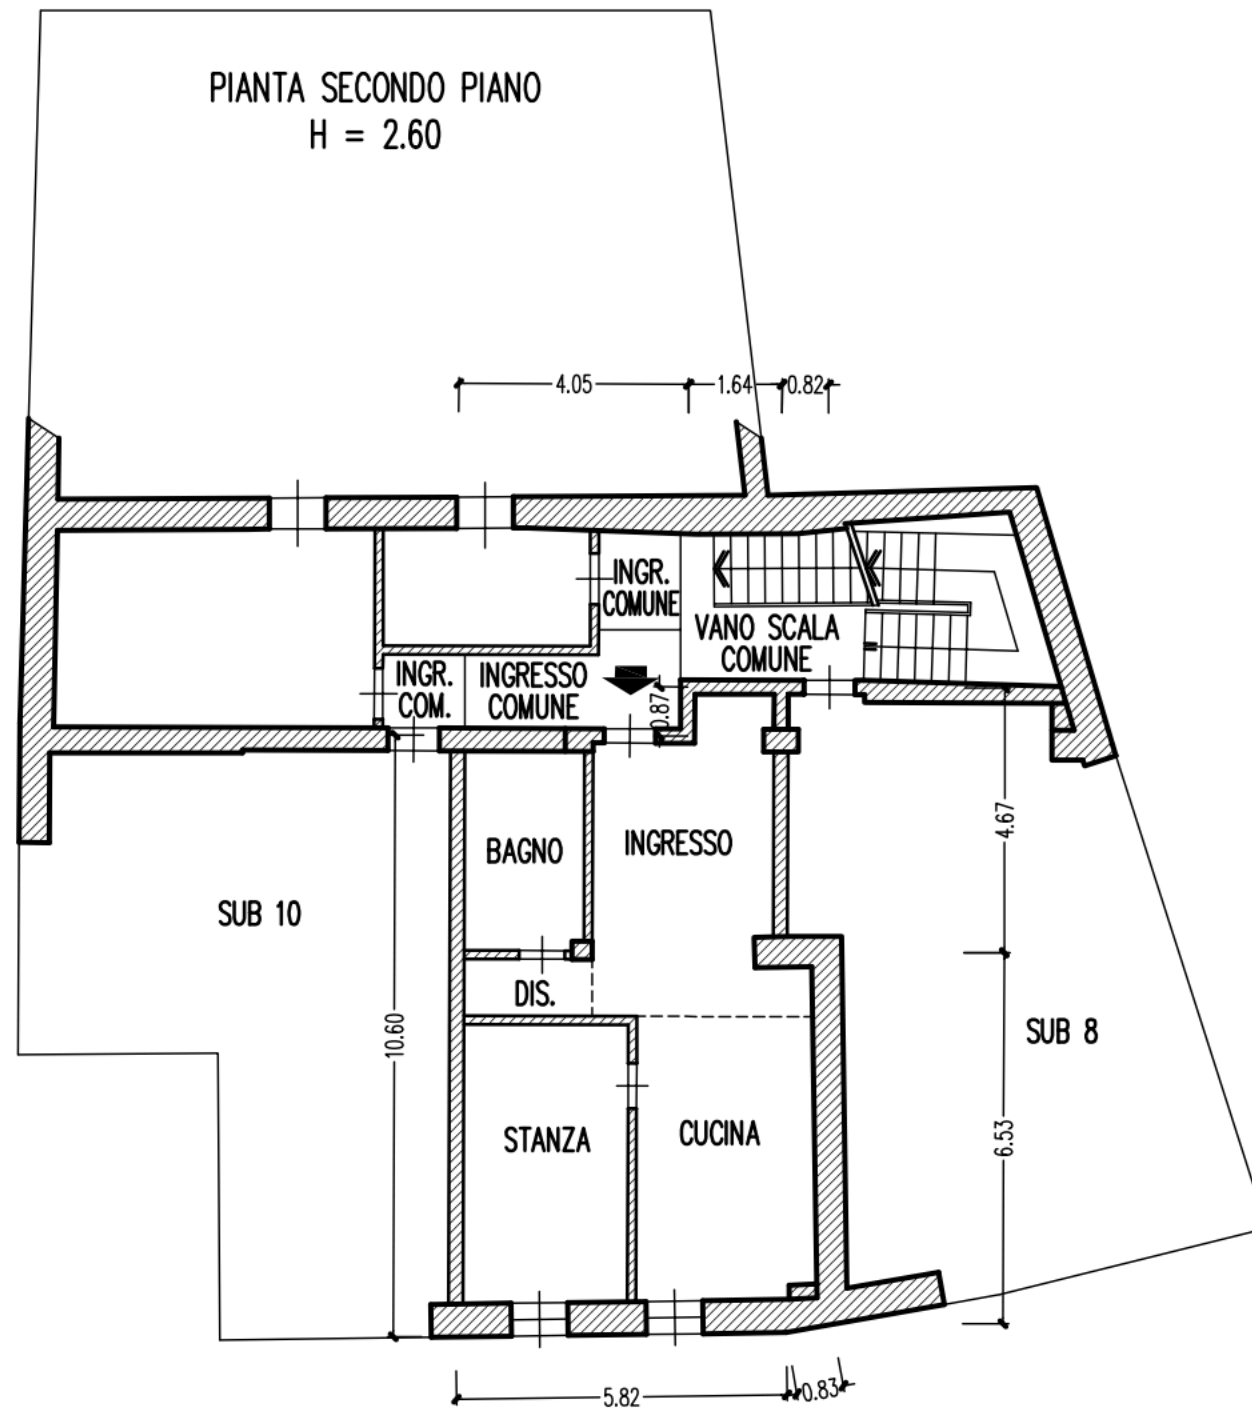 PIANTA SECONDO PIANO
H = 2.60
4.05
1.64
0.82
INGR.
COMUNE
VANO SCALA
COMUNE
INGR.
COM.
INGRESSO
COMUNE
0.87
4.67
BAGNO
INGRESSO
SUB 10
DIS.
10.60
SUB 8
STANZA
CUCINA
6.53
5.82
0.83